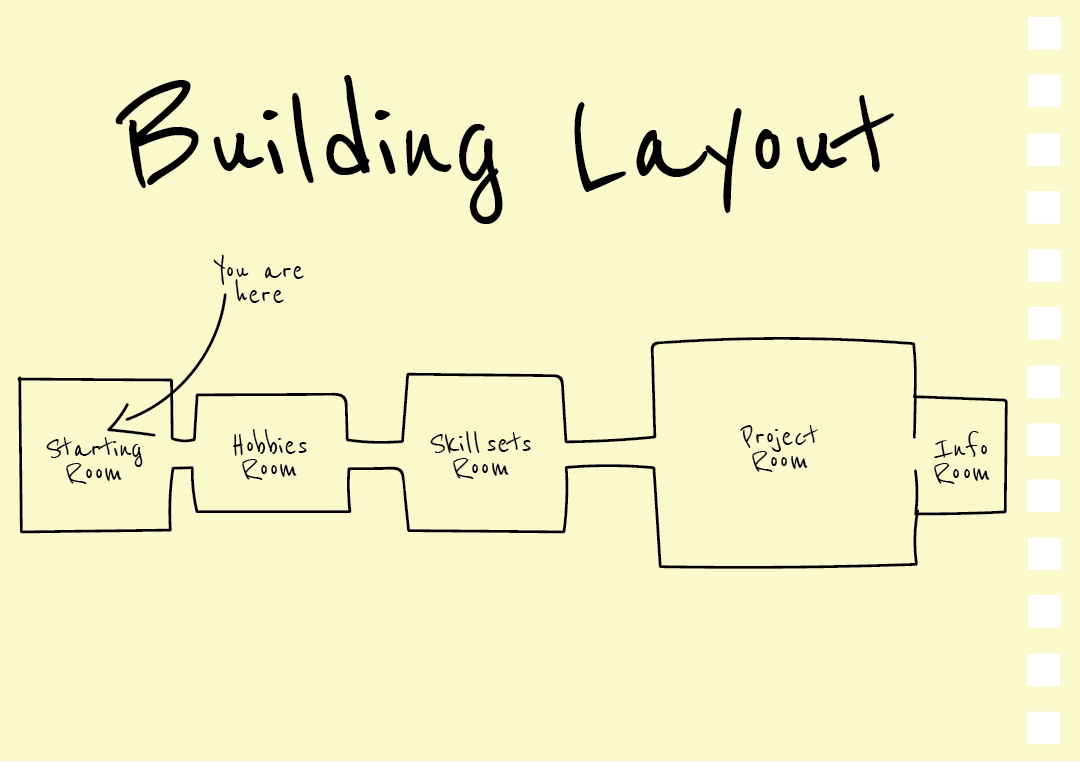 Building Layout
You are
here
Starting
Room
Hobbies
Room
Skill sets
Room
Project
Room
Info
Room